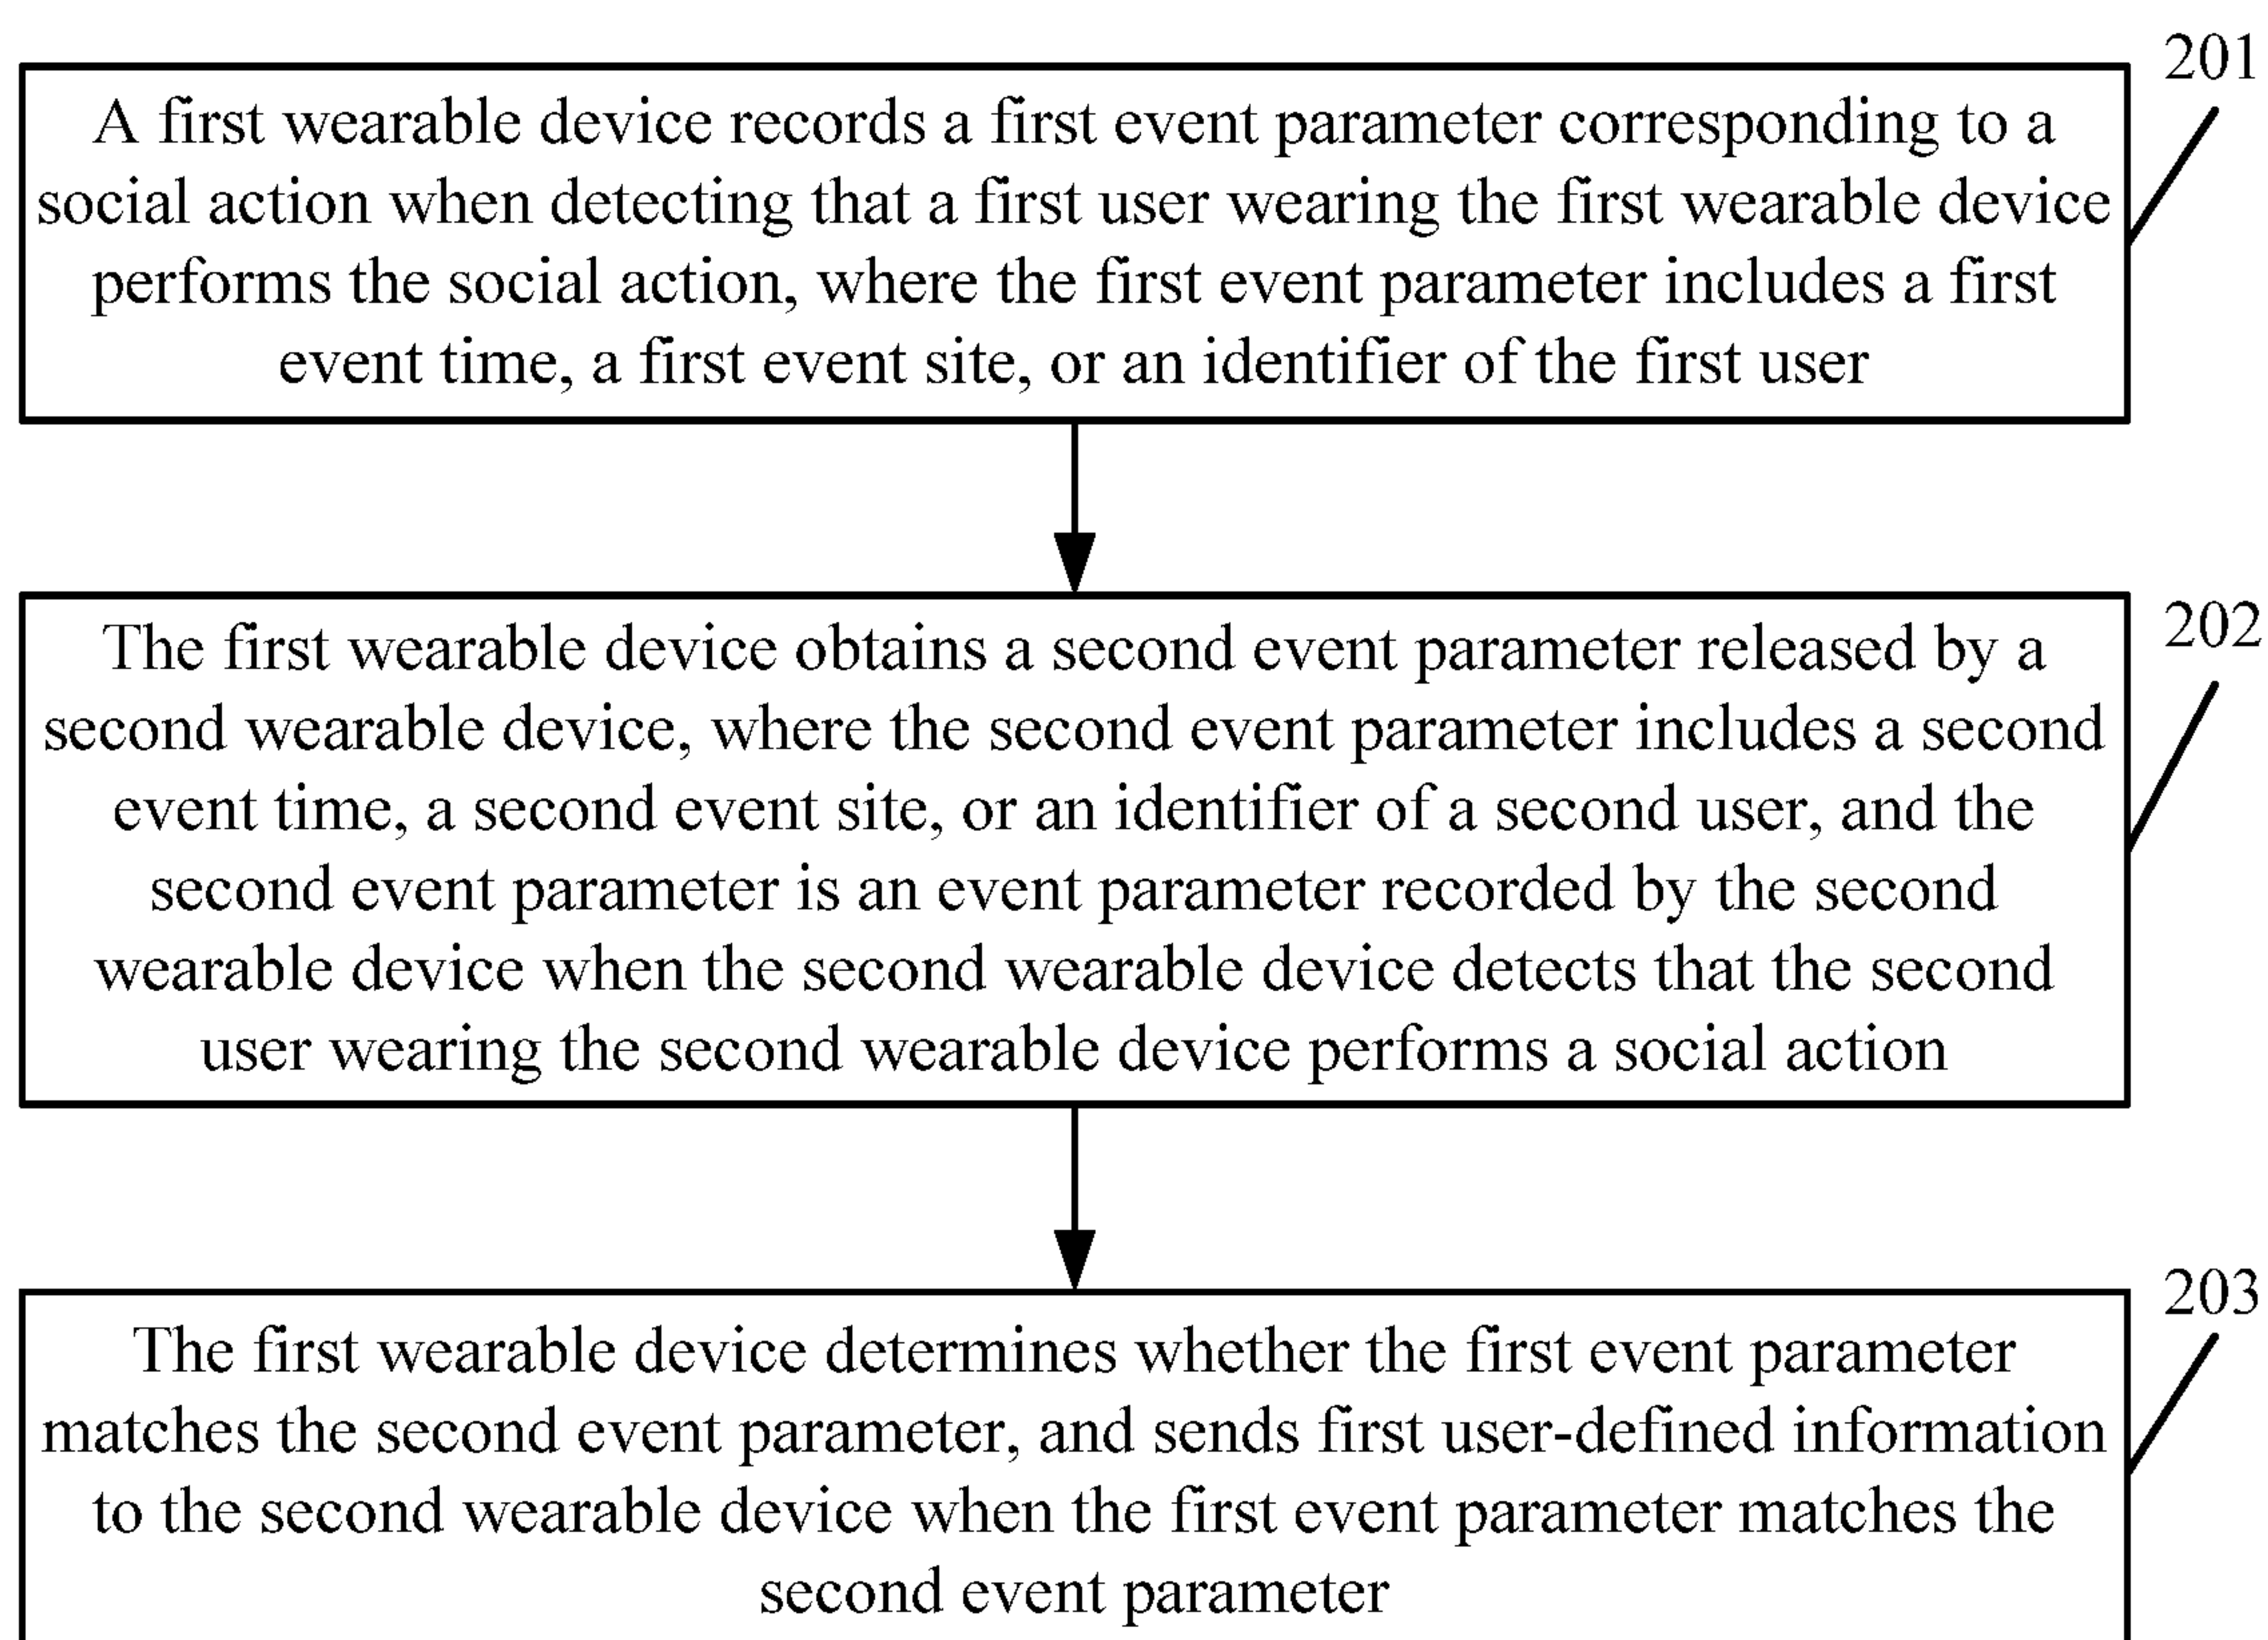 201
A first wearable device records a first event parameter corresponding to a
social action when detecting that a first user wearing the first wearable device
performs the social action, where the first event parameter includes a first
event time, a first event site, or an identifier of the first user
202
The first wearable device obtains a second event parameter released by a
second wearable device, where the second event parameter includes a second
event time, a second event site, or an identifier of a second user, and the
second event parameter is an event parameter recorded by the second
wearable device when the second wearable device detects that the second
user wearing the second wearable device performs a social action
203
The first wearable device determines whether the first event parameter
matches the second event parameter, and sends first user-defined information
to the second wearable device when the first event parameter matches the
second event parameter